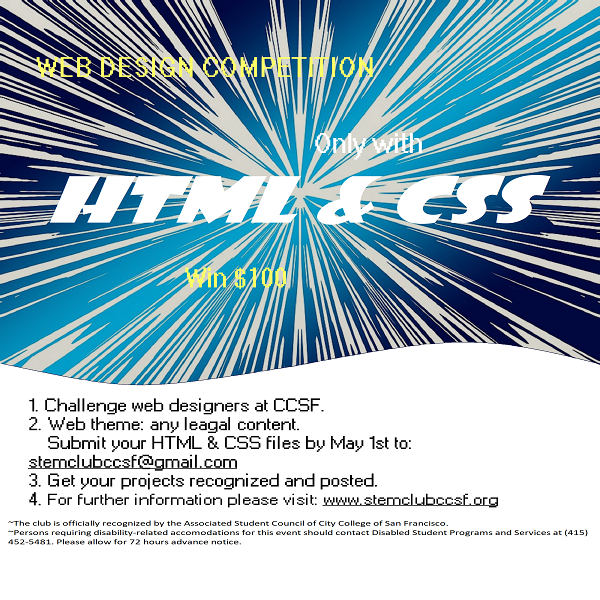 WEB DESIGN COMPETITION
Only with
HTML & CSS
Win $100
1. Challenge web designers at CCSF.
2. Web theme: any leagal content.
Submit your HTML & CSS files by May 1st to:
stemclubccsf@gmail.com
3. Get your projects recognized and posted.
4. For further information please visit: www.stemclubccsf.org
~The club is officially recognized by the Associated Student Council of City College of San Francisco.
~Persons requiring disability-related accomodations for this event should contact Disabled Student Programs and Services at (415)
452-5481. Please allow for 72 hours advance notice.